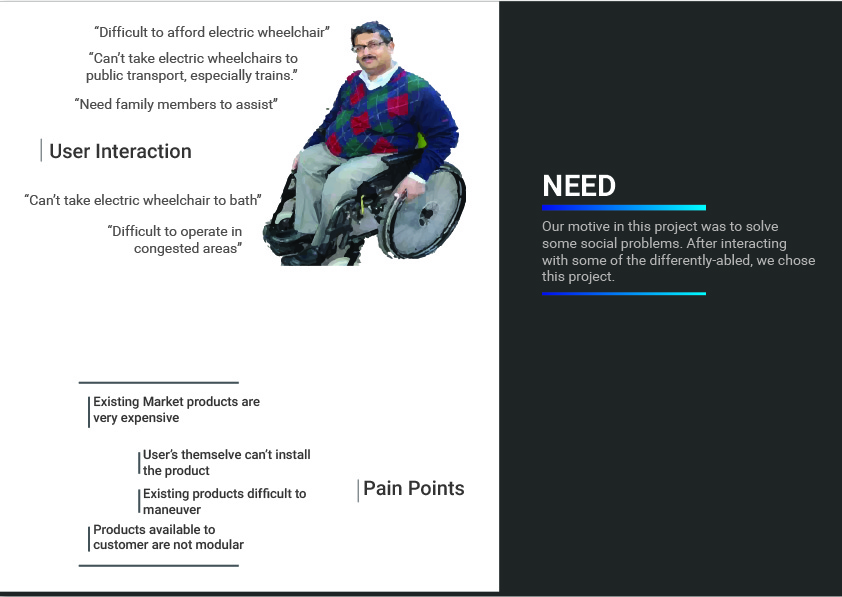 “Difficult to afford electric wheelchair”
“Can’t take electric wheelchairs to
public transport, especially trains.”
“Need family members to assist”
User Interaction
“Can’t take electric wheelchair to bath”
“Difficult to operate in
congested areas”
Existing Market products are
very expensive
User’s themselve can’t install
the product
Existing products difficult to
maneuver
Products available to
customer are not modular
Pain Points
NEED
Our motive in this project was to solve
some social problems. After interacting
with some of the differently-abled, we chose
this project.